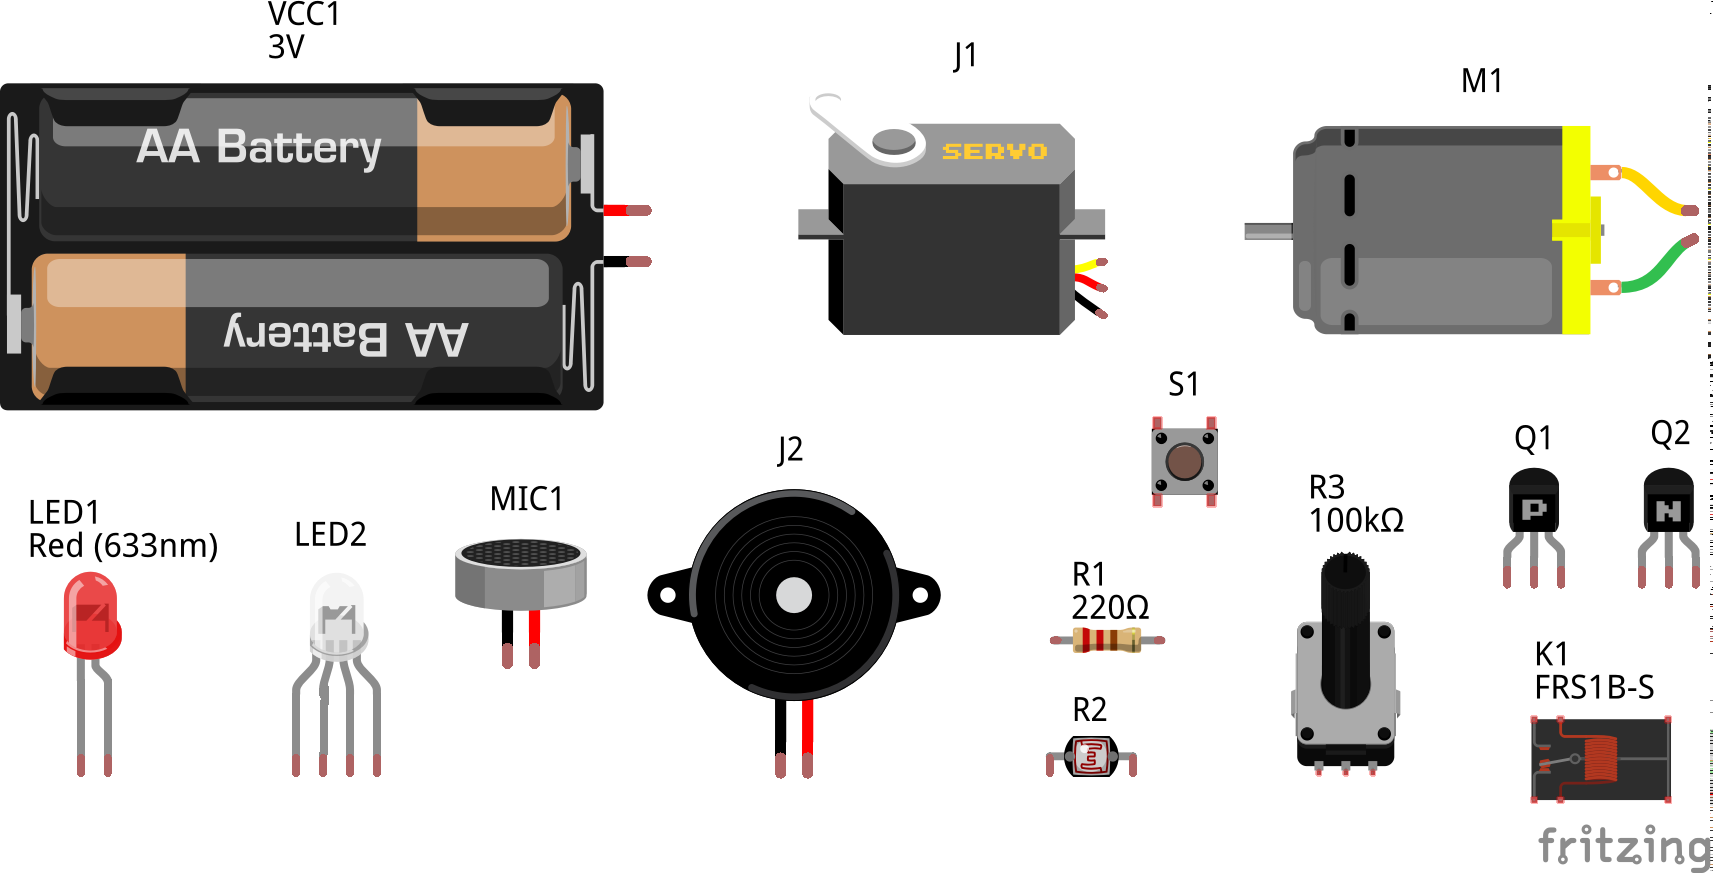 VCC1
3V
J1
M1
AA Battery
SERVO
AA Battery
S1
Q1
Q2
J2
R3
100kΩ
MIC1
LED1
Red (633nm)
LED2
P
N
R1
220Ω
K1
FRS1B-S
R2
fritzing